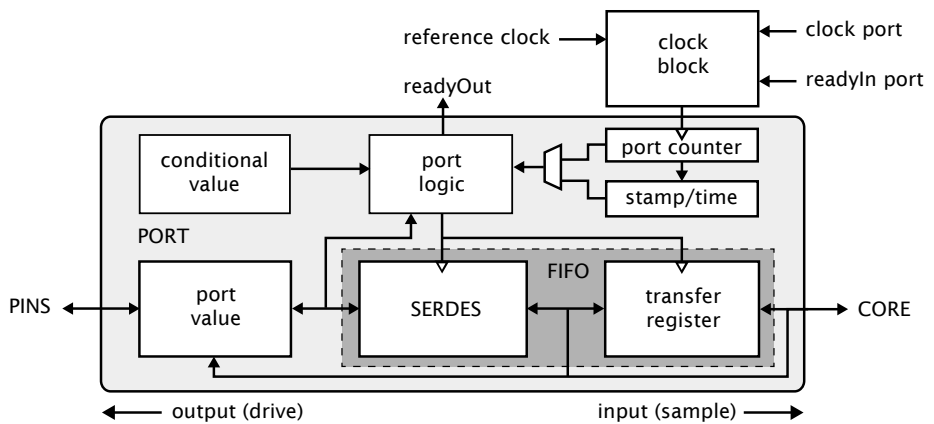 reference clock
clock
block
clock port
readyIn port
readyOut
conditional
value
port
logic
port counter
stamp/time
PORT
FIFO
PINS
port
value
SERDES
transfer
register
CORE
output (drive)
input (sample)